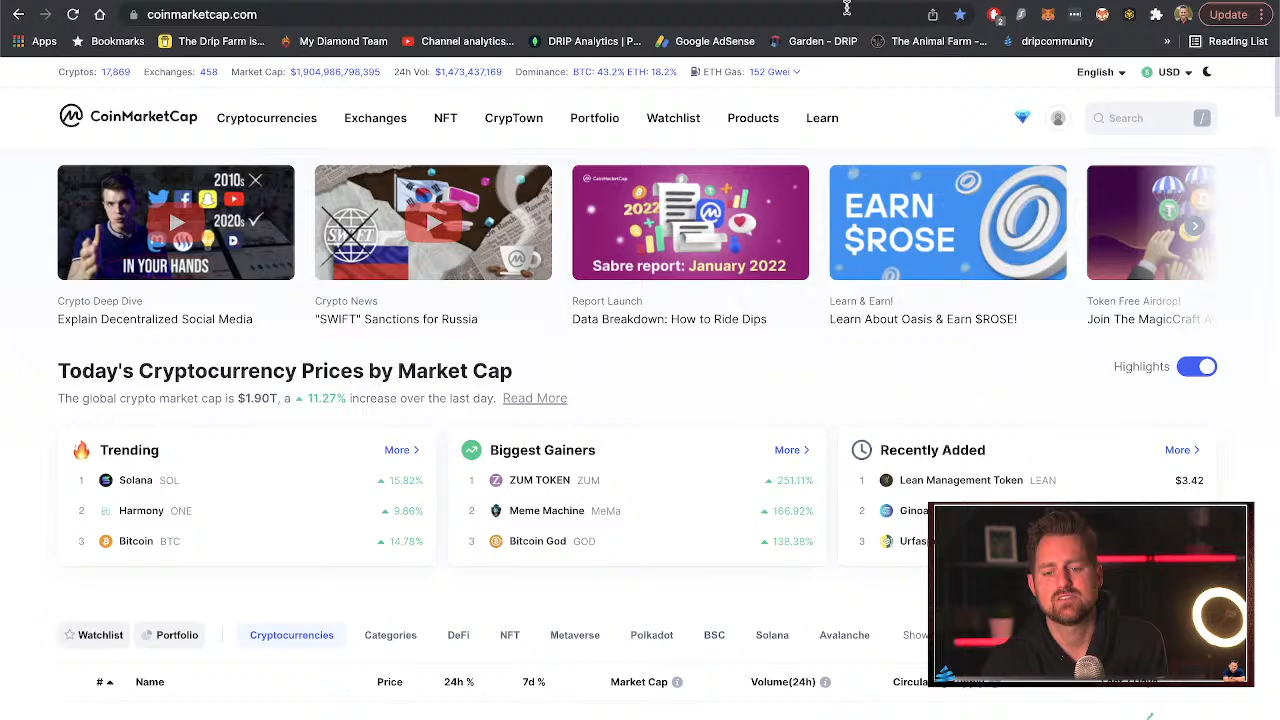 coinmarketcap.com
Update
Apps
Bookmarks
The Drip Farm is...
My Diamond Team
Channel analytics...
DRIP Analytics | P...
Google AdSense
Garden - DRIP
The Animal Farm -...
dripcommunity
»
Reading List
Cryptos: 17,869 Exchanges: 458 Market Cap: $1,904,986,798,395 24h Vol: $1,473,437,169 Dominance: BTC: 43.2% ETH: 18.2% ETH Gas: 152 Gwei
English USD
CoinMarketCap
Cryptocurrencies Exchanges NFT CrypTown Portfolio Watchlist Products Learn
Search /
2010s
2020s
IN YOUR HANDS
SWIFT
CoinMarketCap
2022
Sabre report: January 2022
EARN
$ROSE
Crypto Deep Dive
Explain Decentralized Social Media
Crypto News
"SWIFT" Sanctions for Russia
Report Launch
Data Breakdown: How to Ride Dips
Learn & Earn!
Learn About Oasis & Earn $ROSE!
Token Free Airdrop!
Join The MagicCraft
Today's Cryptocurrency Prices by Market Cap
Highlights
The global crypto market cap is $1.90T, a 11.27% increase over the last day. Read More
Trending More >
1 Solana SOL 15.82%
2 Harmony ONE 9.86%
3 Bitcoin BTC 14.78%
Biggest Gainers More >
1 ZUM TOKEN ZUM 251.11%
2 Meme Machine MeMa 166.92%
3 Bitcoin God GOD 138.38%
Recently Added More >
1 Lean Management Token LEAN $3.42
2 Ginoa
3 Urfasp
Watchlist Portfolio Cryptocurrencies Categories DeFi NFT Metaverse Polkadot BSC Solana Avalanche Show
# Name Price 24h % 7d % Market Cap Volume(24h) Circula